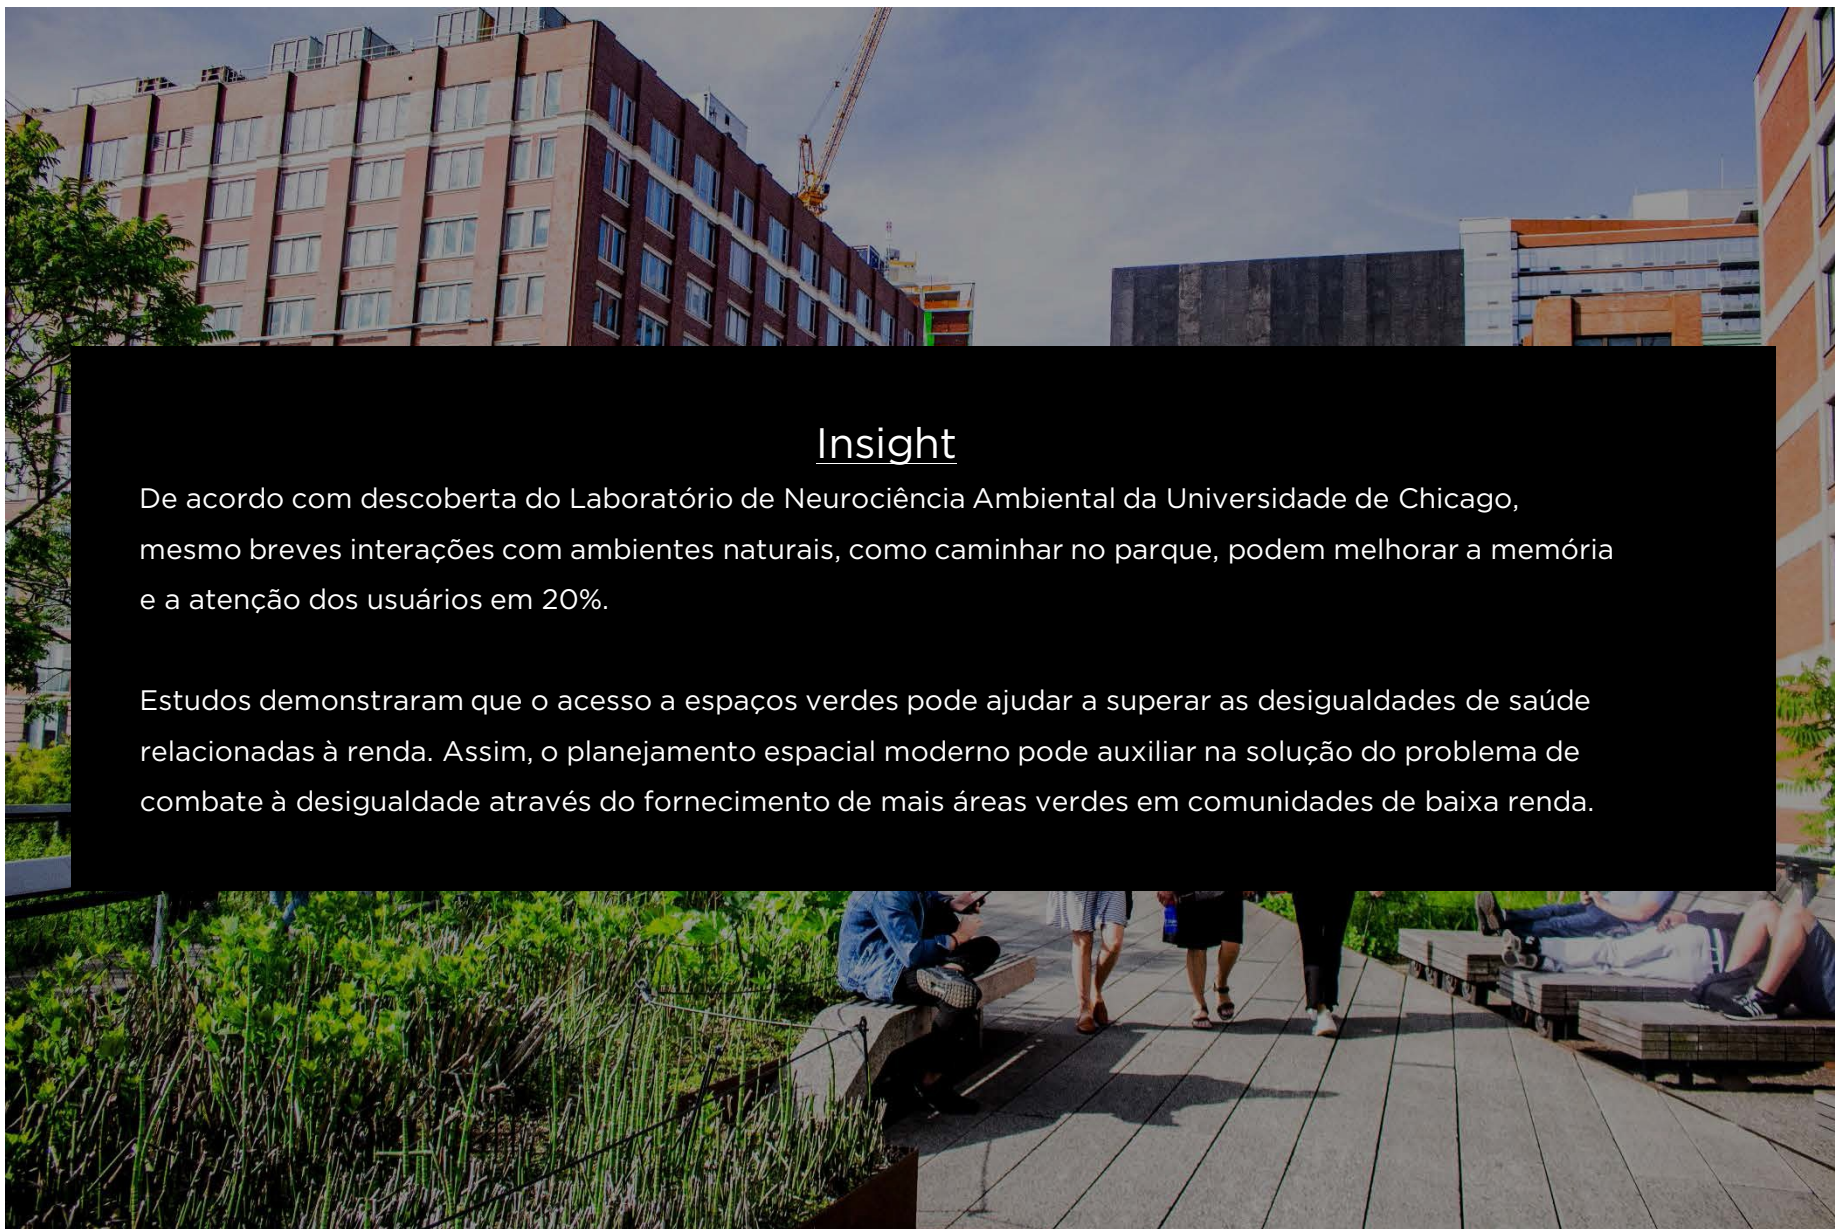 Insight
De acordo com descoberta do Laboratório de Neurociência Ambiental da Universidade de Chicago,
mesmo breves interações com ambientes naturais, como caminhar no parque, podem melhorar a memória
e a atenção dos usuários em 20%.
Estudos demonstraram que o acesso a espaços verdes pode ajudar a superar as desigualdades de saúde
relacionadas à renda. Assim, o planejamento espacial moderno pode auxiliar na solução do problema de
combate à desigualdade através do fornecimento de mais áreas verdes em comunidades de baixa renda.